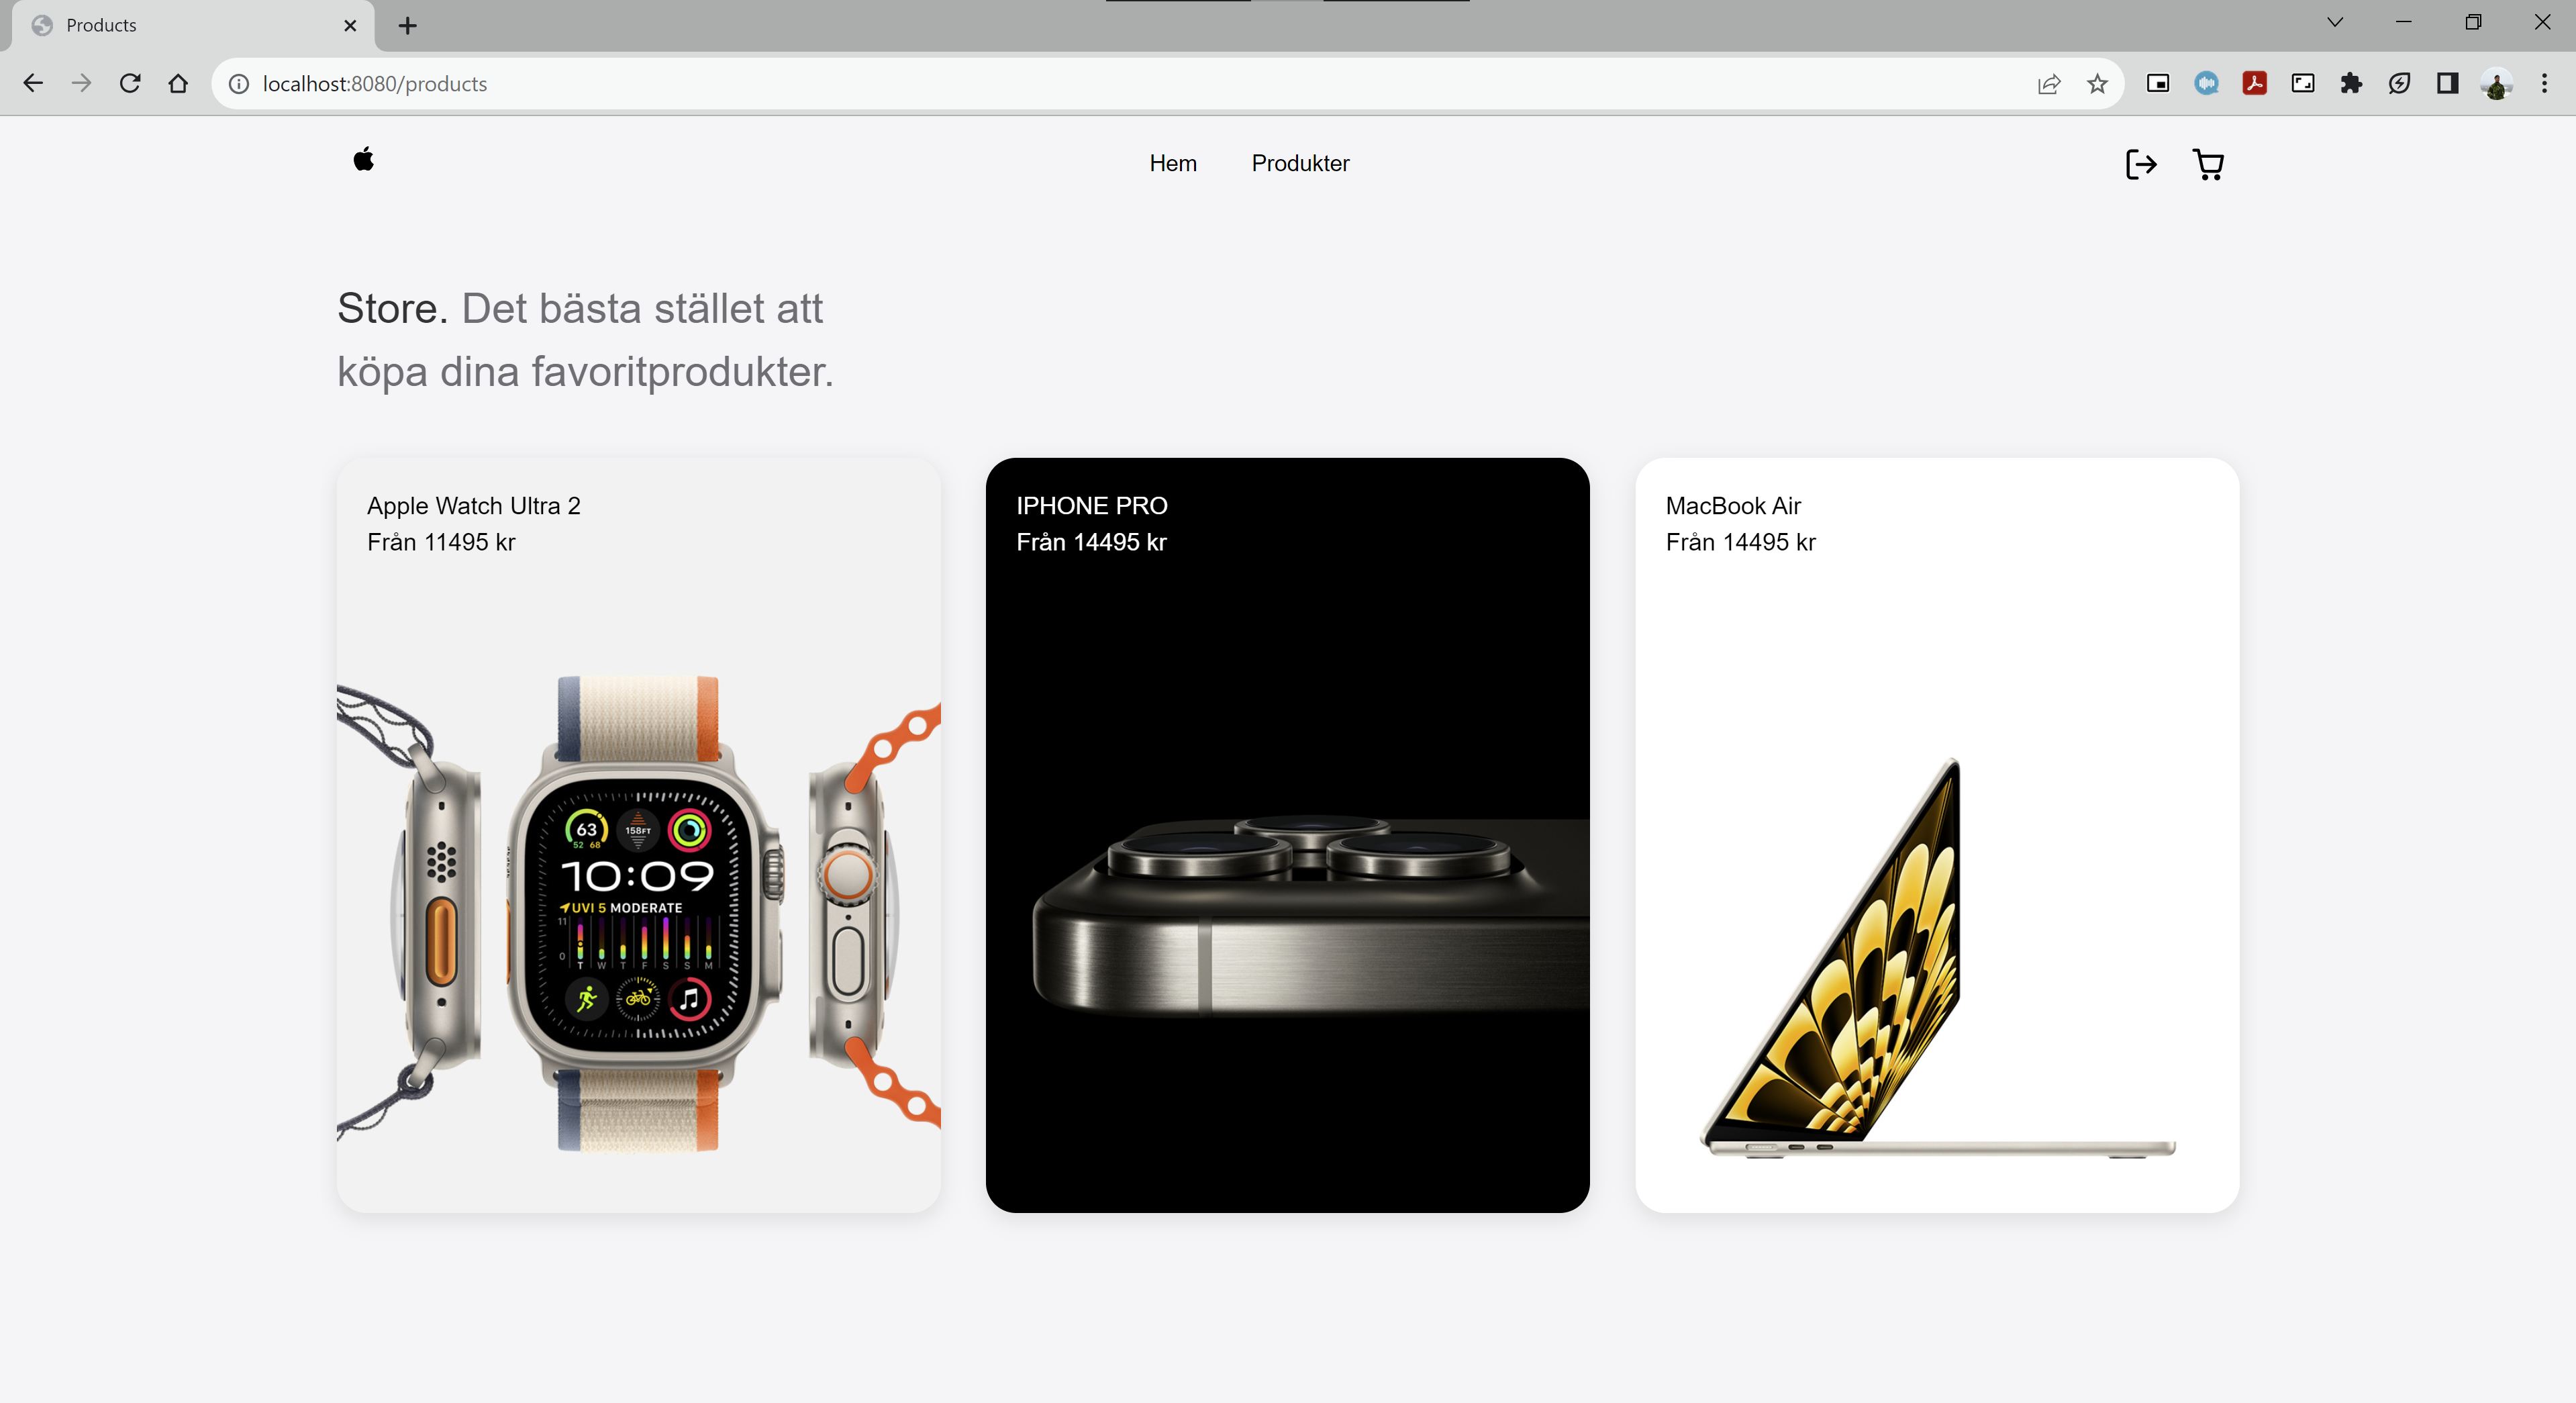 Products
localhost:8080/products
Hem Produkter
Store. Det bästa stället att
köpa dina favoritprodukter.
Apple Watch Ultra 2
Från 11495 kr
63
52 68
158FT
10:09
UVI 5 MODERATE
11
0
T W T F S S M
IPHONE PRO
Från 14495 kr
MacBook Air
Från 14495 kr